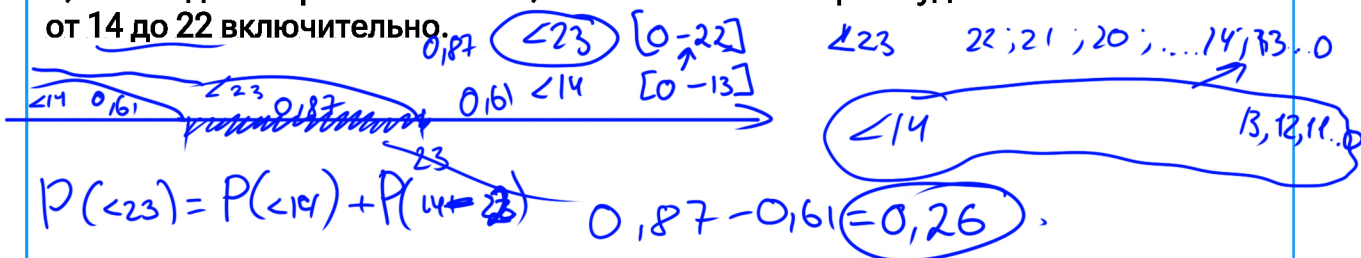 от 14 до 22 включительно.
0,87 <23 [0-22] <23 22;21;20;....14;13..0
<14 0,61 <23 0,87 0,61 <14 [0-13] <14 13,12,11..0
23
P(<23)=P(<14)+P(14-22) 0,87-0,61=0,26.